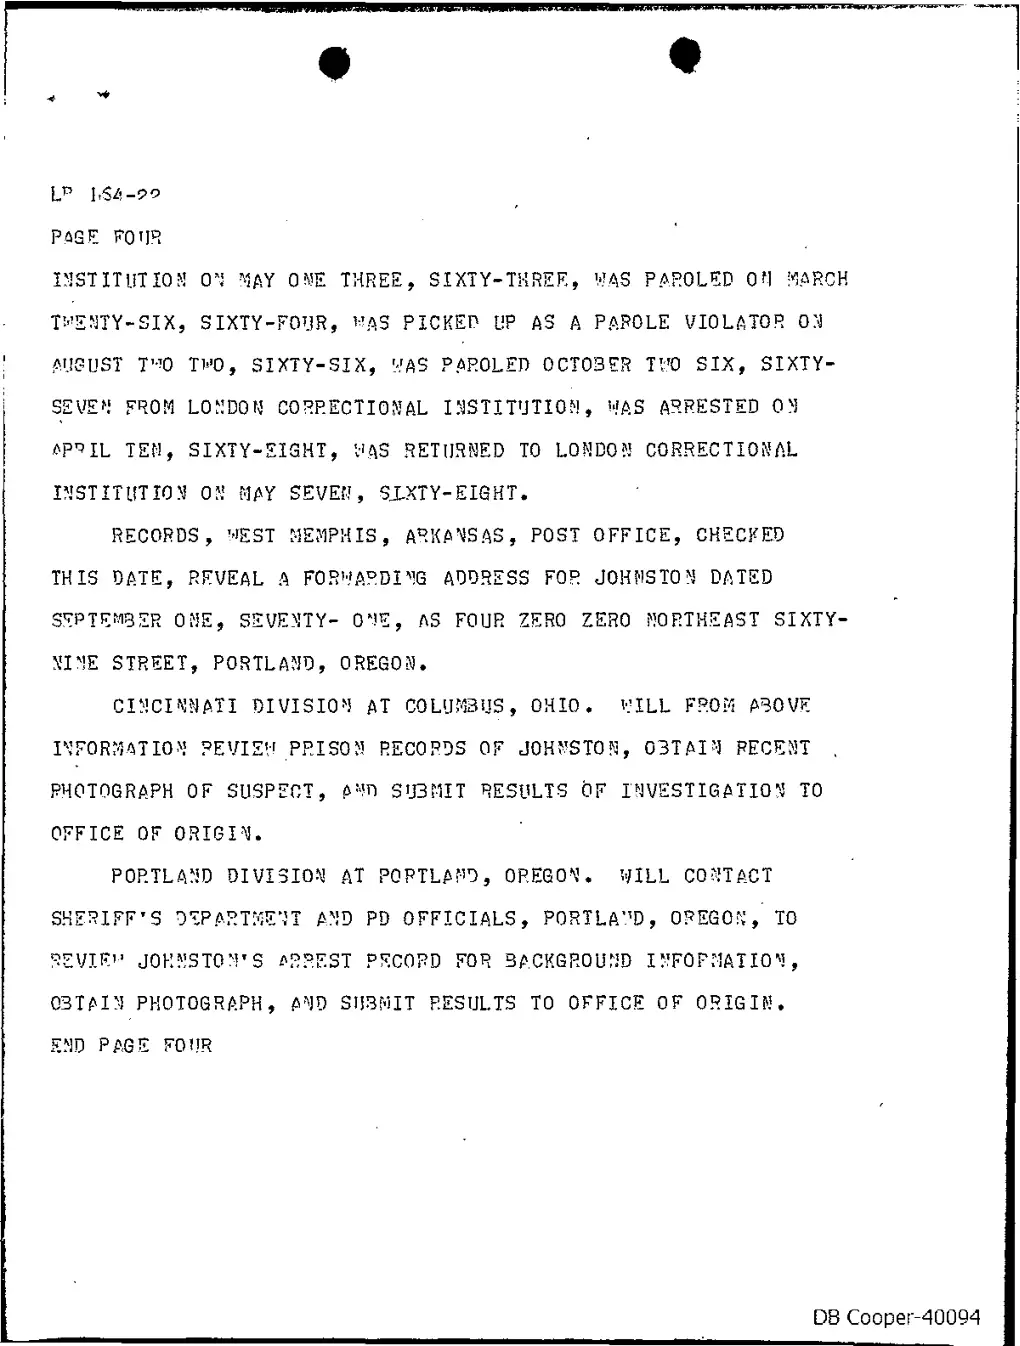 LR 164-22
PAGE FOUR
INSTITUTION ON MAY ONE THREE, SIXTY-THREE, WAS PAROLED ON MARCH
TWENTY-SIX, SIXTY-FOUR, WAS PICKED UP AS A PAROLE VIOLATOR ON
AUGUST TWO TWO, SIXTY-SIX, WAS PAROLED OCTOBER TWO SIX, SIXTY-
SEVEN FROM LONDON CORRECTIONAL INSTITUTION, WAS ARRESTED ON
APRIL TEN, SIXTY-EIGHT, WAS RETURNED TO LONDON CORRECTIONAL
INSTITUTION ON MAY SEVEN, SIXTY-EIGHT.
RECORDS, WEST MEMPHIS, ARKANSAS, POST OFFICE, CHECKED
THIS DATE, REVEAL A FORWARDING ADDRESS FOR JOHNSTON DATED
SEPTEMBER ONE, SEVENTY- ONE, AS FOUR ZERO ZERO NORTHEAST SIXTY-
NINE STREET, PORTLAND, OREGON.
CINCINNATI DIVISION AT COLUMBUS, OHIO. WILL FROM ABOVE
INFORMATION REVIEW PRISON RECORDS OF JOHNSTON, OBTAIN RECENT
PHOTOGRAPH OF SUSPECT, AND SUBMIT RESULTS OF INVESTIGATION TO
OFFICE OF ORIGIN.
PORTLAND DIVISION AT PORTLAND, OREGON. WILL CONTACT
SHERIFF'S DEPARTMENT AND PD OFFICIALS, PORTLAND, OREGON, TO
REVIEW JOHNSTON'S ARREST RECORD FOR BACKGROUND INFORMATION,
OBTAIN PHOTOGRAPH, AND SUBMIT RESULTS TO OFFICE OF ORIGIN.
END PAGE FOUR
DB Cooper-40094